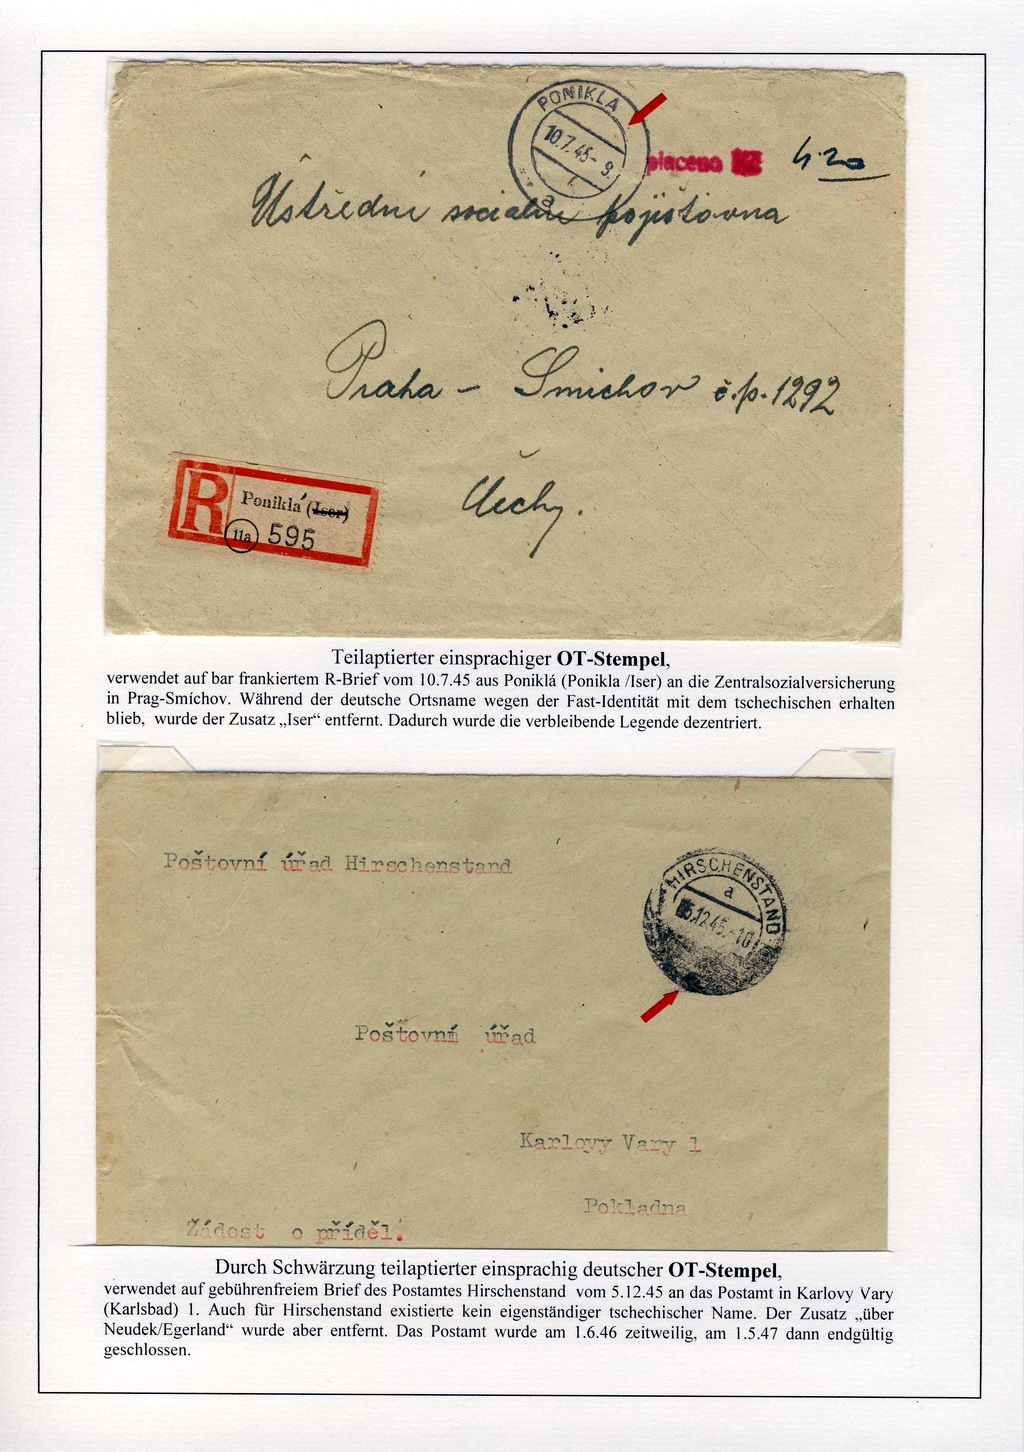 PONIKLA
10.7.45-9.
a
placeno
4.20
Ústřední sociální pojišťovna
Praha - Smíchov č.p. 1292
Čechy.
R
Poniklá (Iser)
11a 595
Teilaptierter einsprachiger OT-Stempel,
verwendet auf bar frankiertem R-Brief vom 10.7.45 aus Poniklá (Ponikla /Iser) an die Zentralsozialversicherung
in Prag-Smíchov. Während der deutsche Ortsname wegen der Fast-Identität mit dem tschechischen erhalten
blieb, wurde der Zusatz „Iser“ entfernt. Dadurch wurde die verbleibende Legende dezentriert.
Poštovní úřad Hirschenstand
HIRSCHENSTAND
a
5.12.45.-10
Poštovní úřad
Karlovy Vary 1
Pokladna
Žádost o příděl.
Durch Schwärzung teilaptierter einsprachig deutscher OT-Stempel,
verwendet auf gebührenfreiem Brief des Postamtes Hirschenstand vom 5.12.45 an das Postamt in Karlovy Vary
(Karlsbad) 1. Auch für Hirschenstand existierte kein eigenständiger tschechischer Name. Der Zusatz „über
Neudek/Egerland“ wurde aber entfernt. Das Postamt wurde am 1.6.46 zeitweilig, am 1.5.47 dann endgültig
geschlossen.